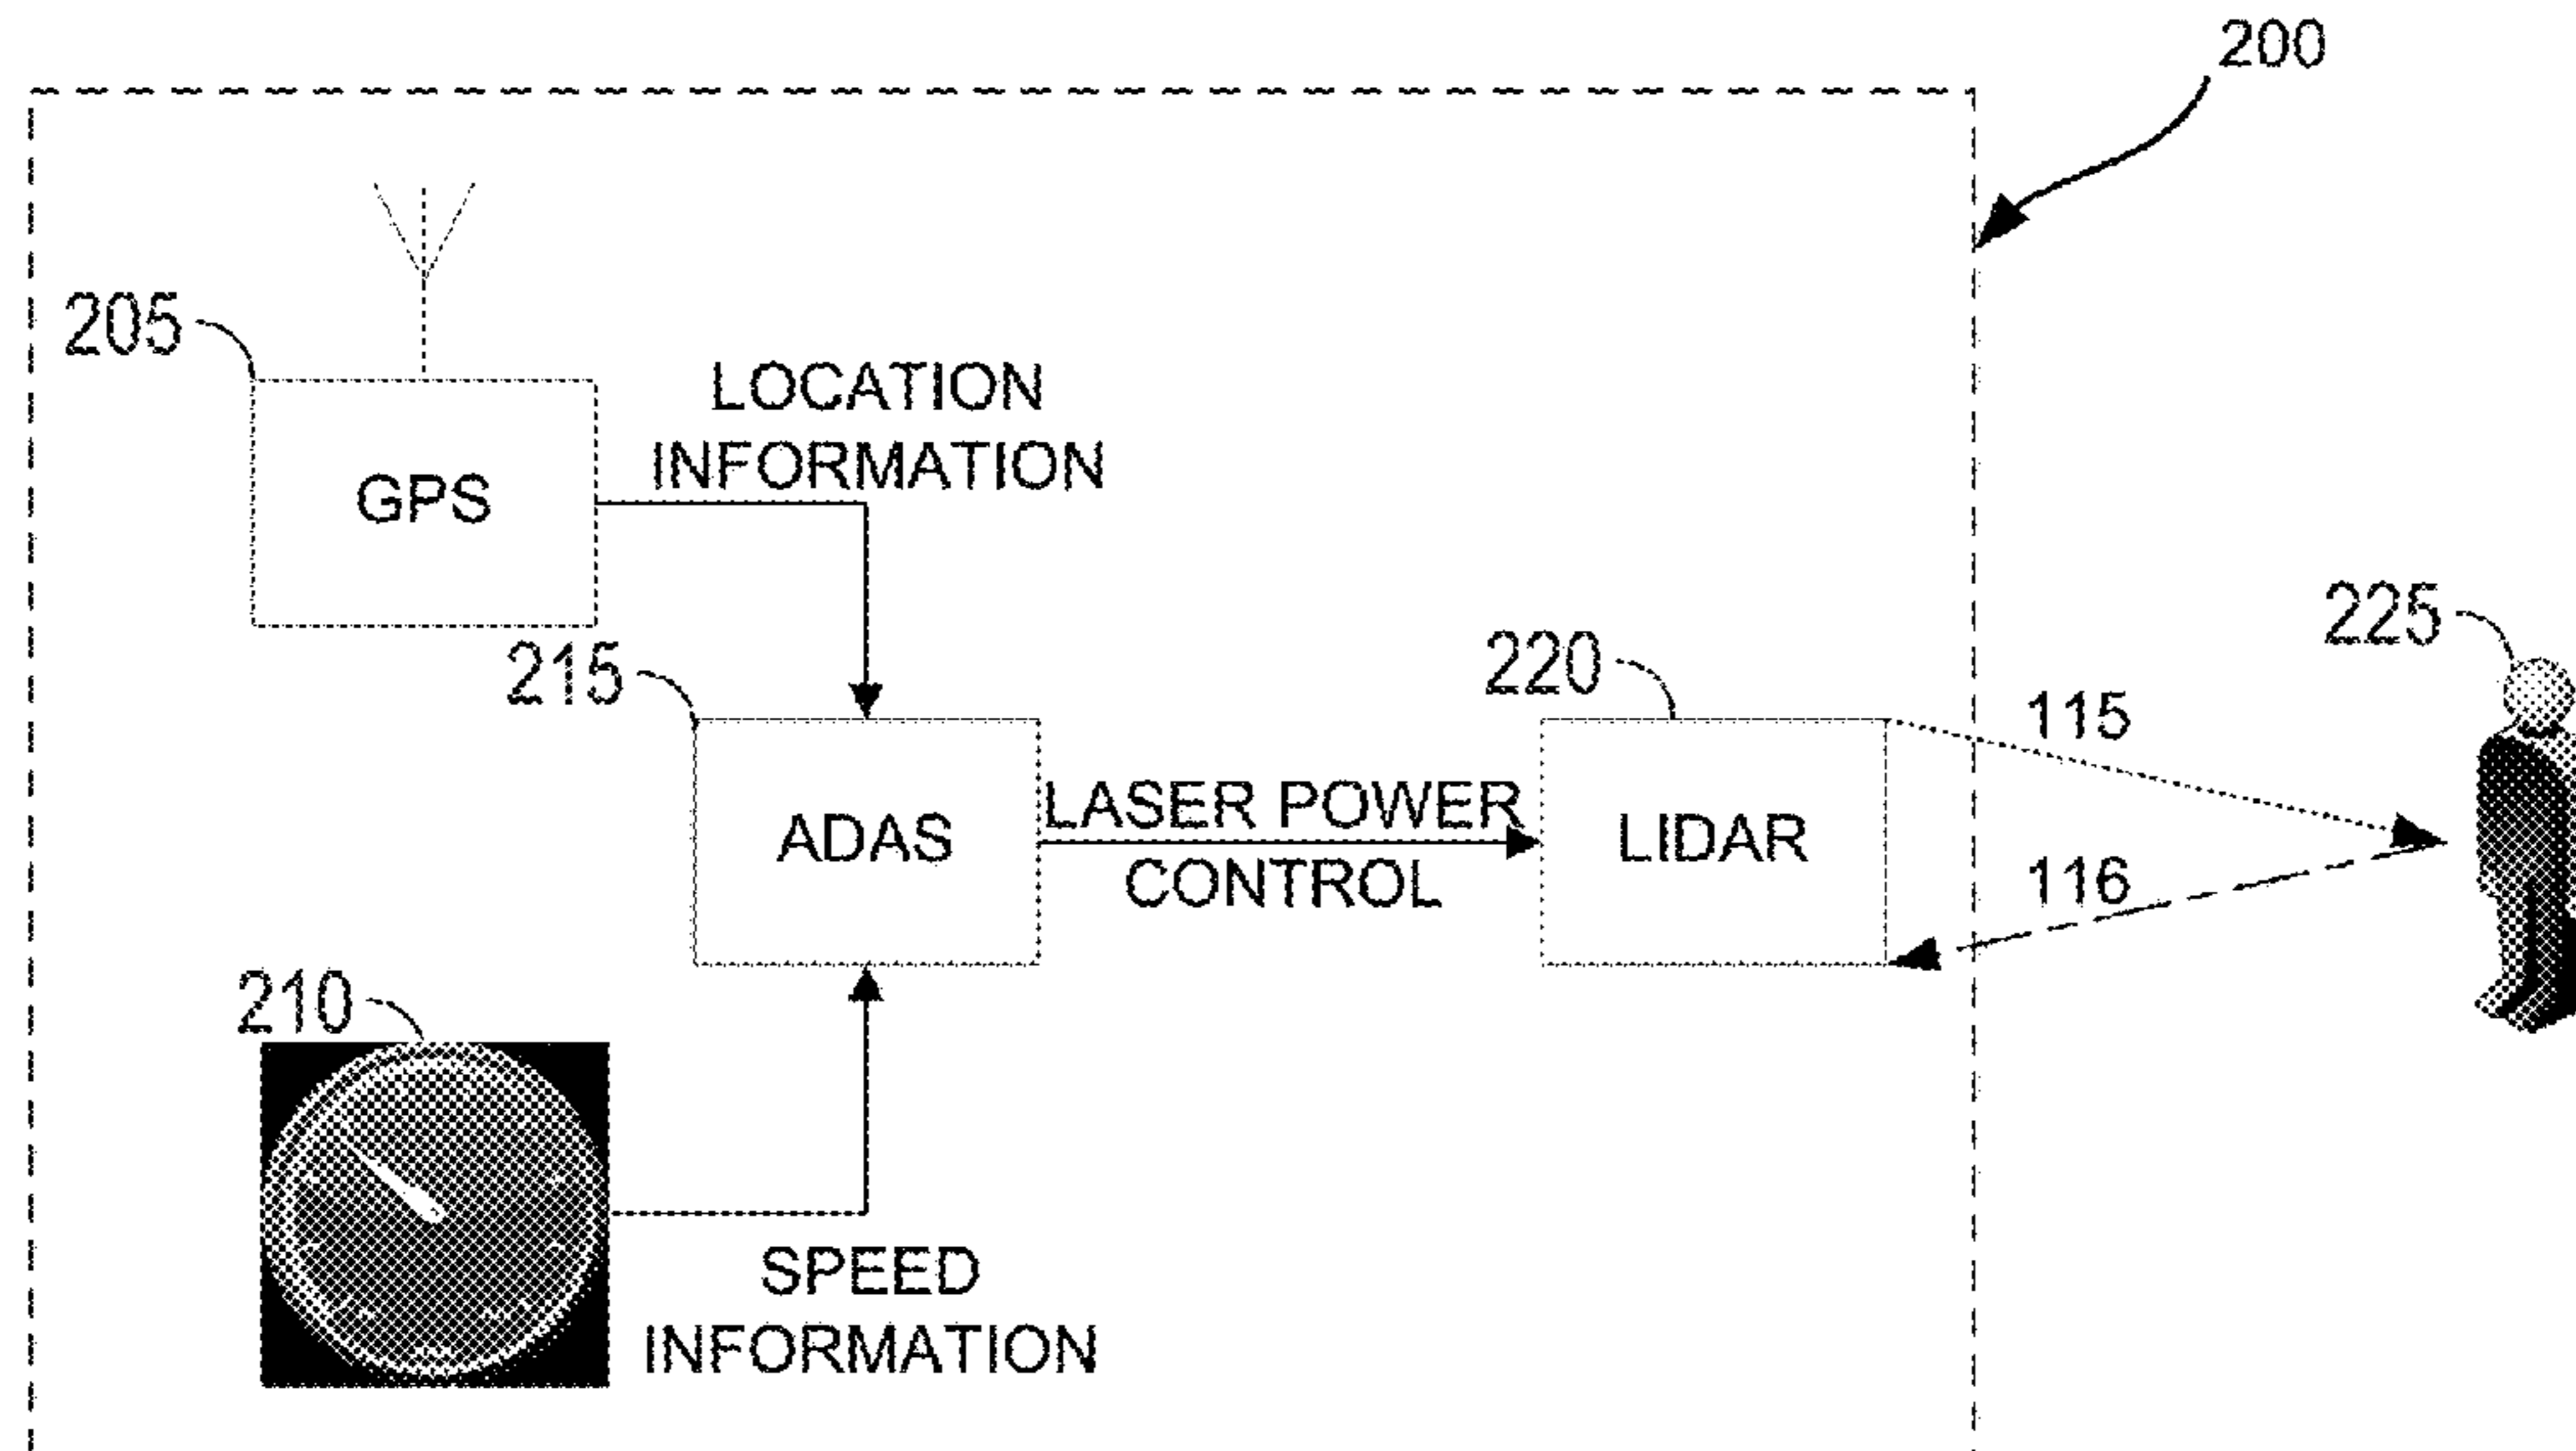 200
205
LOCATION
INFORMATION
GPS
225
215
220
115
LASER POWER
ADAS
LIDAR
CONTROL
116
210
SPEED
INFORMATION